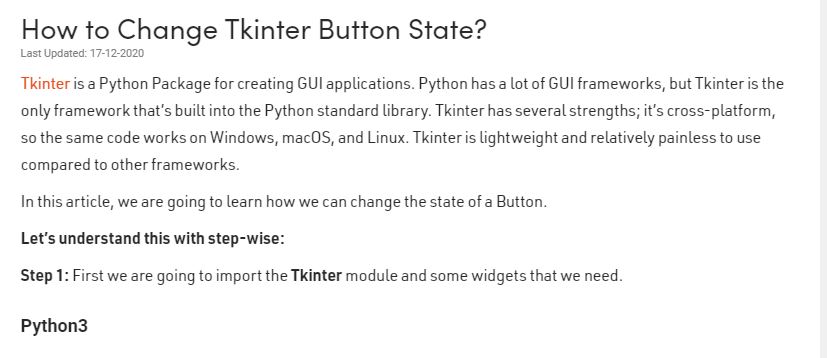 How to Change Tkinter Button State?
Last Updated: 17-12-2020
Tkinter is a Python Package for creating GUI applications. Python has a lot of GUI frameworks, but Tkinter is the
only framework that’s built into the Python standard library. Tkinter has several strengths; it’s cross-platform,
so the same code works on Windows, macOS, and Linux. Tkinter is lightweight and relatively painless to use
compared to other frameworks.
In this article, we are going to learn how we can change the state of a Button.
Let’s understand this with step-wise:
Step 1: First we are going to import the Tkinter module and some widgets that we need.
Python3